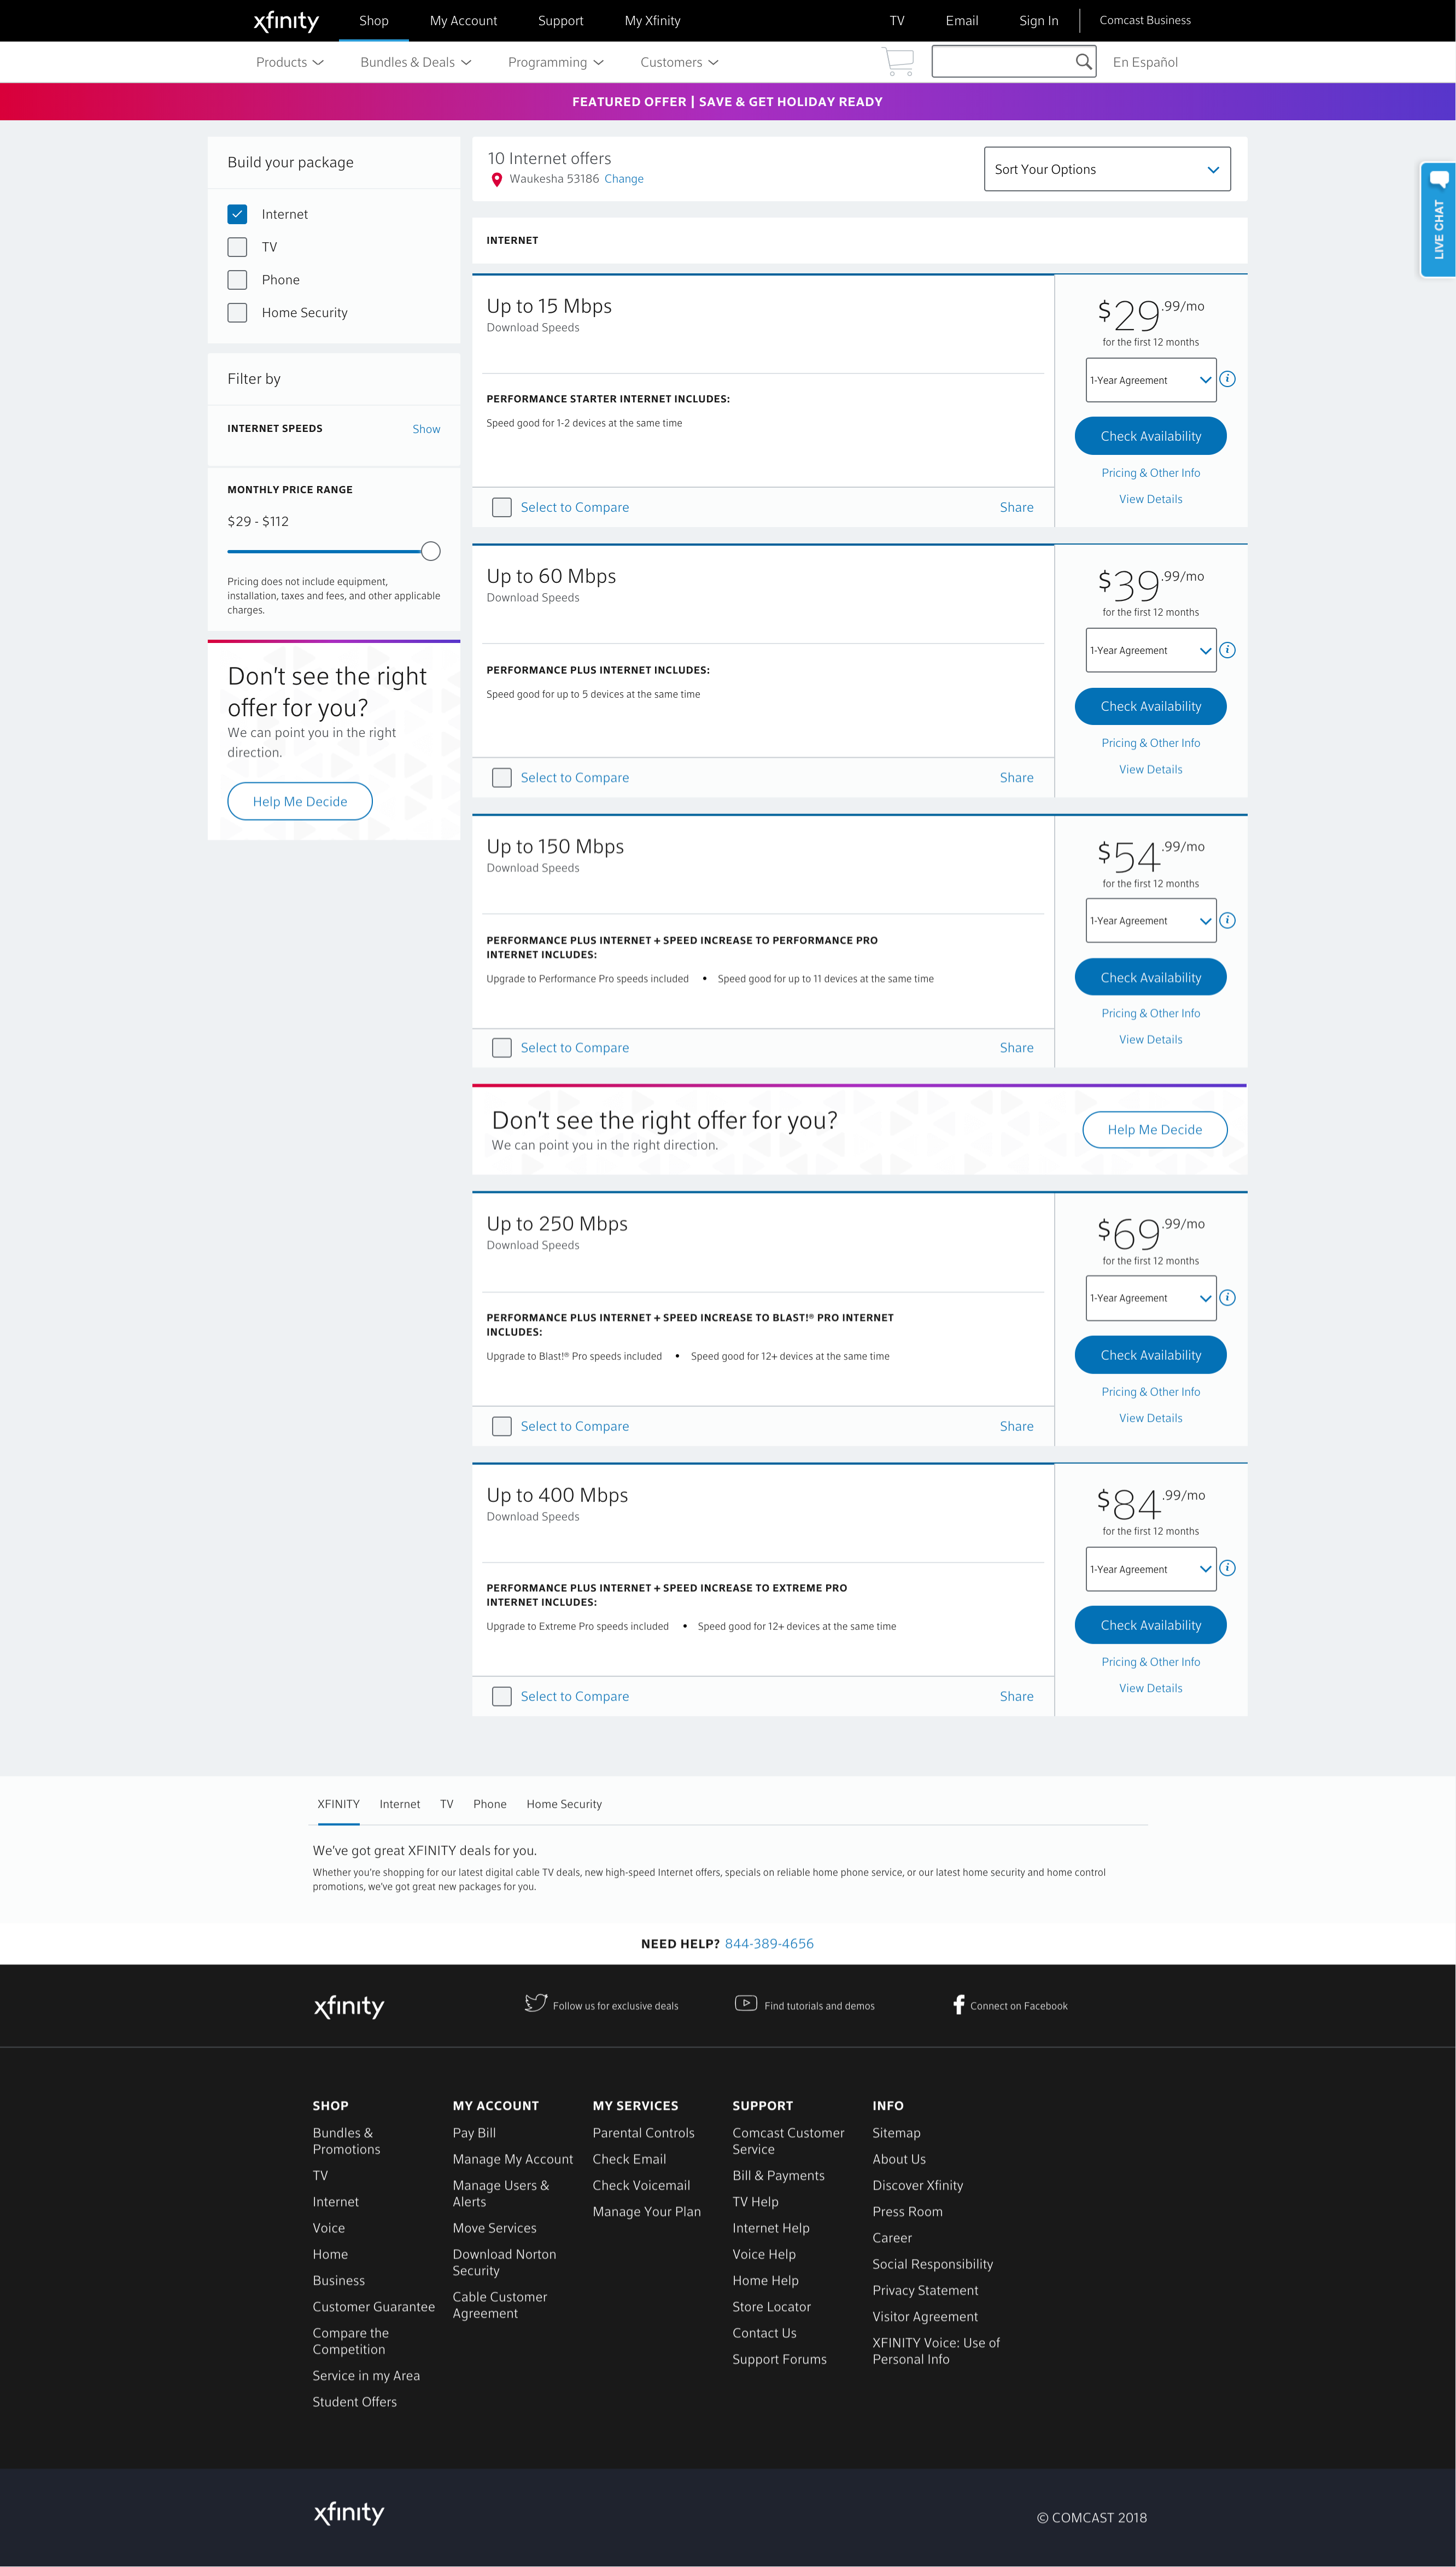 xfinity Shop My Account Support My Xfinity TV Email Sign In Comcast Business
Products Bundles & Deals Programming Customers En Español
FEATURED OFFER | SAVE & GET HOLIDAY READY
Build your package
Internet
TV
Phone
Home Security
Filter by
INTERNET SPEEDS Show
MONTHLY PRICE RANGE
$29 - $112
Pricing does not include equipment,
installation, taxes and fees, and other applicable
charges.
Don't see the right
offer for you?
We can point you in the right
direction.
Help Me Decide
10 Internet offers
Waukesha 53186 Change
Sort Your Options
LIVE CHAT
INTERNET
Up to 15 Mbps
Download Speeds
PERFORMANCE STARTER INTERNET INCLUDES:
Speed good for 1-2 devices at the same time
Select to Compare Share
$29.99/mo
for the first 12 months
1-Year Agreement
Check Availability
Pricing & Other Info
View Details
Up to 60 Mbps
Download Speeds
PERFORMANCE PLUS INTERNET INCLUDES:
Speed good for up to 5 devices at the same time
Select to Compare Share
$39.99/mo
for the first 12 months
1-Year Agreement
Check Availability
Pricing & Other Info
View Details
Up to 150 Mbps
Download Speeds
PERFORMANCE PLUS INTERNET + SPEED INCREASE TO PERFORMANCE PRO
INTERNET INCLUDES:
Upgrade to Performance Pro speeds included • Speed good for up to 11 devices at the same time
Select to Compare Share
$54.99/mo
for the first 12 months
1-Year Agreement
Check Availability
Pricing & Other Info
View Details
Don't see the right offer for you?
We can point you in the right direction.
Help Me Decide
Up to 250 Mbps
Download Speeds
PERFORMANCE PLUS INTERNET + SPEED INCREASE TO BLAST!® PRO INTERNET
INCLUDES:
Upgrade to Blast!® Pro speeds included • Speed good for 12+ devices at the same time
Select to Compare Share
$69.99/mo
for the first 12 months
1-Year Agreement
Check Availability
Pricing & Other Info
View Details
Up to 400 Mbps
Download Speeds
PERFORMANCE PLUS INTERNET + SPEED INCREASE TO EXTREME PRO
INTERNET INCLUDES:
Upgrade to Extreme Pro speeds included • Speed good for 12+ devices at the same time
Select to Compare Share
$84.99/mo
for the first 12 months
1-Year Agreement
Check Availability
Pricing & Other Info
View Details
XFINITY Internet TV Phone Home Security
We've got great XFINITY deals for you.
Whether you're shopping for our latest digital cable TV deals, new high-speed Internet offers, specials on reliable home phone service, or our latest home security and home control
promotions, we've got great new packages for you.
NEED HELP? 844-389-4656
xfinity Follow us for exclusive deals Find tutorials and demos Connect on Facebook
SHOP
Bundles &
Promotions
TV
Internet
Voice
Home
Business
Customer Guarantee
Compare the
Competition
Service in my Area
Student Offers
MY ACCOUNT
Pay Bill
Manage My Account
Manage Users &
Alerts
Move Services
Download Norton
Security
Cable Customer
Agreement
MY SERVICES
Parental Controls
Check Email
Check Voicemail
Manage Your Plan
SUPPORT
Comcast Customer
Service
Bill & Payments
TV Help
Internet Help
Voice Help
Home Help
Store Locator
Contact Us
Support Forums
INFO
Sitemap
About Us
Discover Xfinity
Press Room
Career
Social Responsibility
Privacy Statement
Visitor Agreement
XFINITY Voice: Use of
Personal Info
xfinity © COMCAST 2018